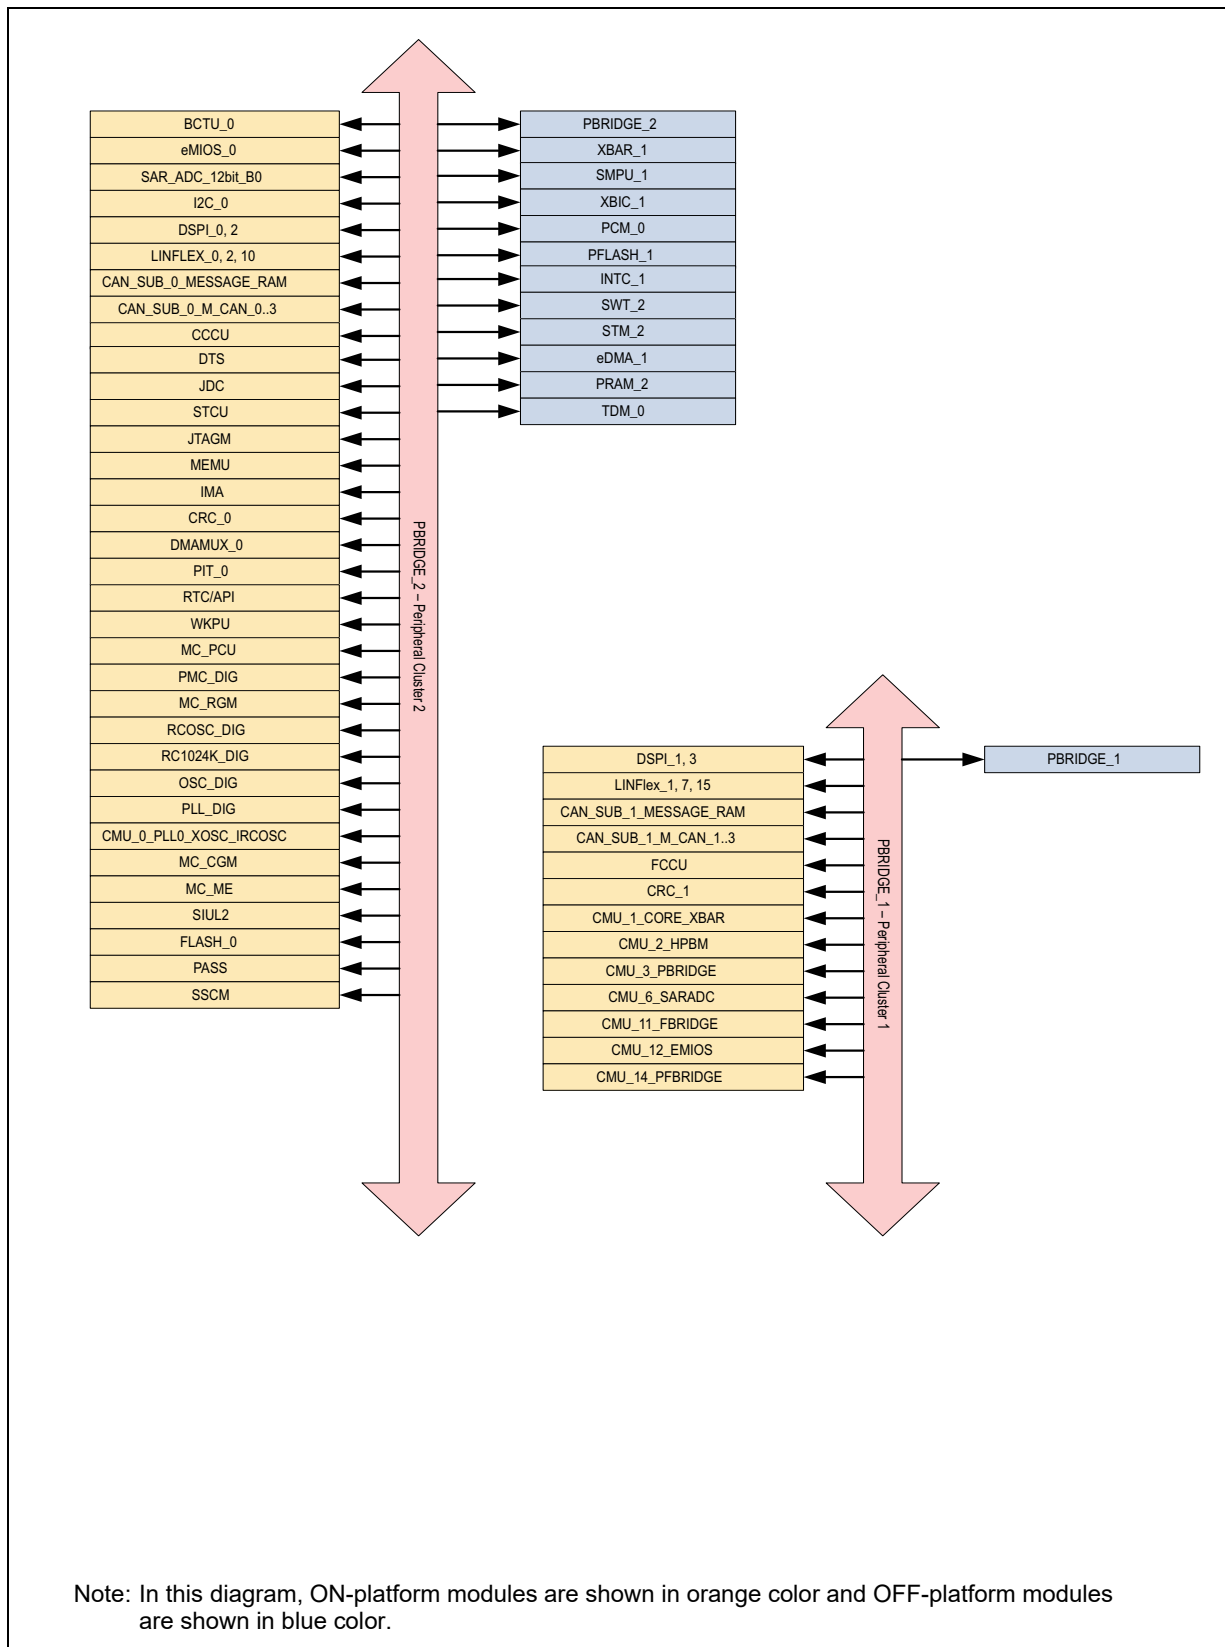 BCTU_0
eMIOS_0
SAR_ADC_12bit_B0
I2C_0
DSPI_0, 2
LINFLEX_0, 2, 10
CAN_SUB_0_MESSAGE_RAM
CAN_SUB_0_M_CAN_0..3
CCCU
DTS
JDC
STCU
JTAGM
MEMU
IMA
CRC_0
DMAMUX_0
PIT_0
RTC/API
WKPU
MC_PCU
PMC_DIG
MC_RGM
RCOSC_DIG
RC1024K_DIG
OSC_DIG
PLL_DIG
CMU_0_PLL0_XOSC_IRCOSC
MC_CGM
MC_ME
SIUL2
FLASH_0
PASS
SSCM
PBRIDGE_2 – Peripheral Cluster 2
PBRIDGE_2
XBAR_1
SMPU_1
XBIC_1
PCM_0
PFLASH_1
INTC_1
SWT_2
STM_2
eDMA_1
PRAM_2
TDM_0
DSPI_1, 3
LINFlex_1, 7, 15
CAN_SUB_1_MESSAGE_RAM
CAN_SUB_1_M_CAN_1..3
FCCU
CRC_1
CMU_1_CORE_XBAR
CMU_2_HPBM
CMU_3_PBRIDGE
CMU_6_SARADC
CMU_11_FBRIDGE
CMU_12_EMIOS
CMU_14_PFBRIDGE
PBRIDGE_1 – Peripheral Cluster 1
PBRIDGE_1
Note: In this diagram, ON-platform modules are shown in orange color and OFF-platform modules
are shown in blue color.